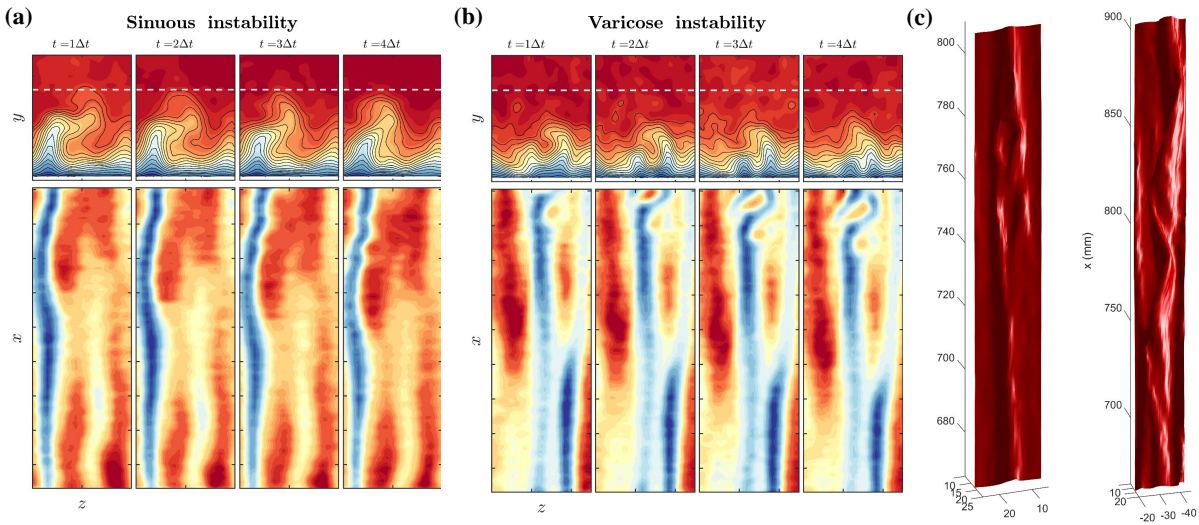 (a)
Sinuous instability
t =1Δt
t =2Δt
t =3Δt
t =4Δt
y
x
z
(b)
Varicose instability
t =1Δt
t =2Δt
t =3Δt
t =4Δt
y
x
z
(c)
800
780
760
740
720
700
680
10
15
20
25
20
10
900
850
800
750
700
x (mm)
10
20
-20
-30
-40